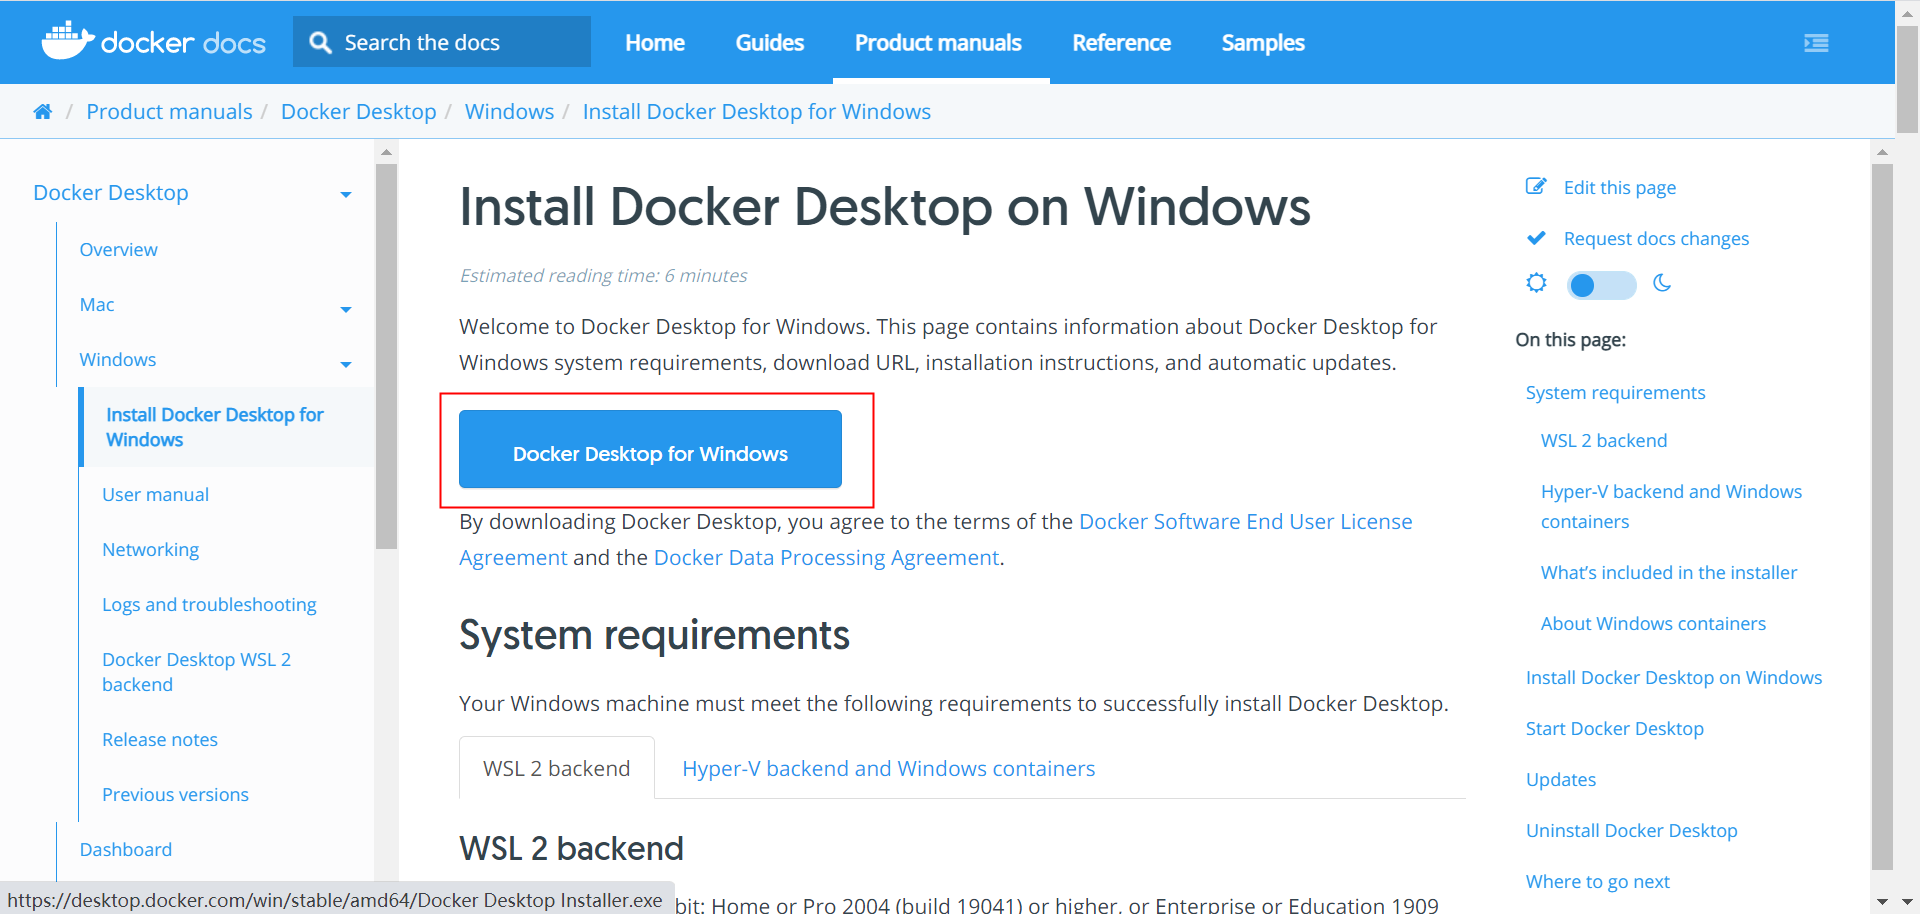 docker docs
Search the docs
Home
Guides
Product manuals
Reference
Samples
/ Product manuals / Docker Desktop / Windows / Install Docker Desktop for Windows
Docker Desktop
Overview
Mac
Windows
Install Docker Desktop for
Windows
User manual
Networking
Logs and troubleshooting
Docker Desktop WSL 2
backend
Release notes
Previous versions
Dashboard
Install Docker Desktop on Windows
Estimated reading time: 6 minutes
Welcome to Docker Desktop for Windows. This page contains information about Docker Desktop for
Windows system requirements, download URL, installation instructions, and automatic updates.
Docker Desktop for Windows
By downloading Docker Desktop, you agree to the terms of the Docker Software End User License
Agreement and the Docker Data Processing Agreement.
System requirements
Your Windows machine must meet the following requirements to successfully install Docker Desktop.
WSL 2 backend
Hyper-V backend and Windows containers
WSL 2 backend
bit: Home or Pro 2004 (build 19041) or higher, or Enterprise or Education 1909
Edit this page
Request docs changes
On this page:
System requirements
WSL 2 backend
Hyper-V backend and Windows
containers
What's included in the installer
About Windows containers
Install Docker Desktop on Windows
Start Docker Desktop
Updates
Uninstall Docker Desktop
Where to go next
https://desktop.docker.com/win/stable/amd64/Docker Desktop Installer.exe